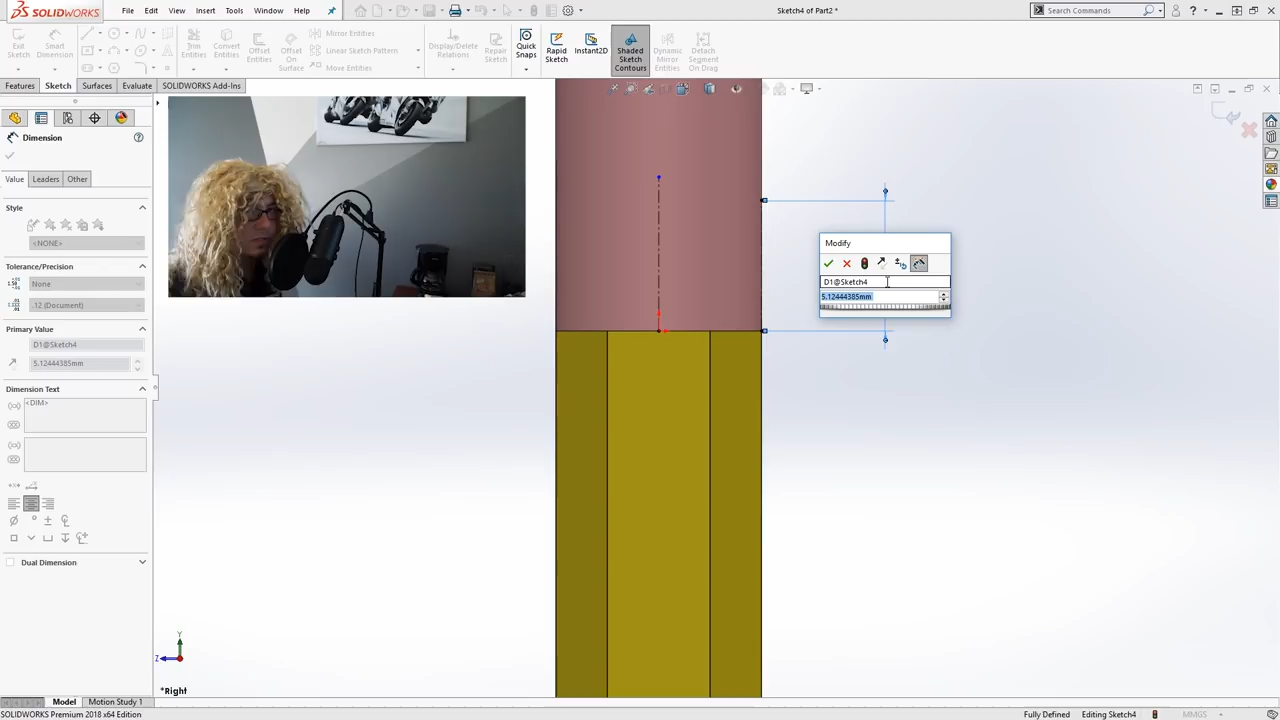 SOLIDWORKS
File Edit View Insert Tools Window Help
Sketch4 of Part2 *
Search Commands
Exit Sketch
Smart Dimension
Trim Entities
Convert Entities
Offset Entities
Offset On Surface
Mirror Entities
Linear Sketch Pattern
Move Entities
Display/Delete Relations
Repair Sketch
Quick Snaps
Rapid Sketch
Instant2D
Shaded Sketch Contours
Dynamic Mirror Entities
Detach Segment On Drag
Features Sketch Surfaces Evaluate SOLIDWORKS Add-Ins
Dimension
Value Leaders Other
Style
<NONE>
Tolerance/Precision
None
.12 (Document)
Primary Value
D1@Sketch4
5.12444385mm
Dimension Text
<DIM>
Dual Dimension
Modify
D1@Sketch4
5.12444385mm
Y
Z
*Right
Model Motion Study 1
SOLIDWORKS Premium 2018 x64 Edition
Fully Defined Editing Sketch4 MMGS